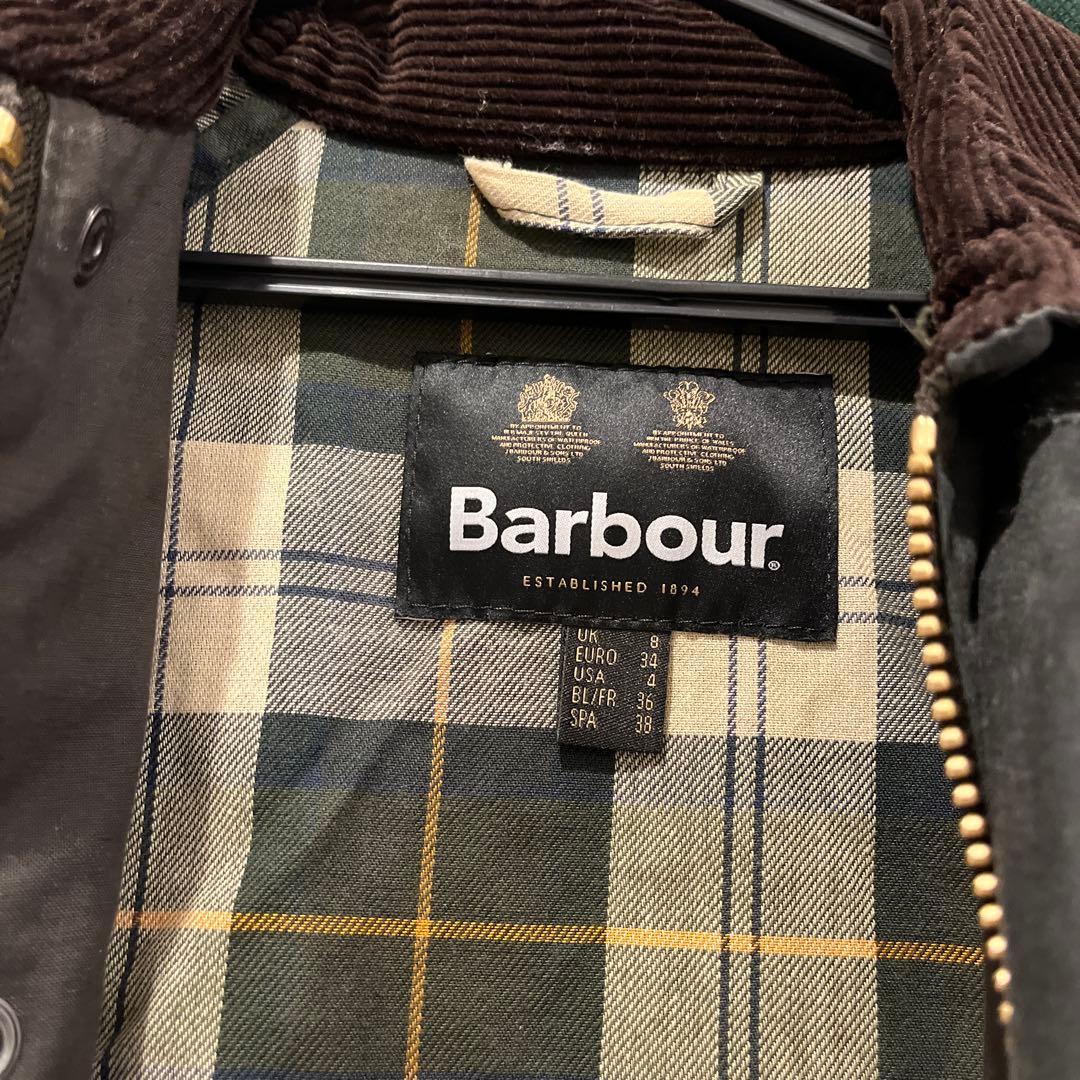 BY APPOINTMENT TO
HER MAJESTY THE QUEEN
MANUFACTURERS OF WATERPROOF
AND PROTECTIVE CLOTHING
J BARBOUR & SONS LTD
SOUTH SHIELDS
BY APPOINTMENT TO
HRH THE PRINCE OF WALES
MANUFACTURERS OF WATERPROOF
AND PROTECTIVE CLOTHING
J BARBOUR & SONS LTD
SOUTH SHIELDS
Barbour®
ESTABLISHED 1894
UK 8
EURO 34
USA 4
BL/FR 36
SPA 38